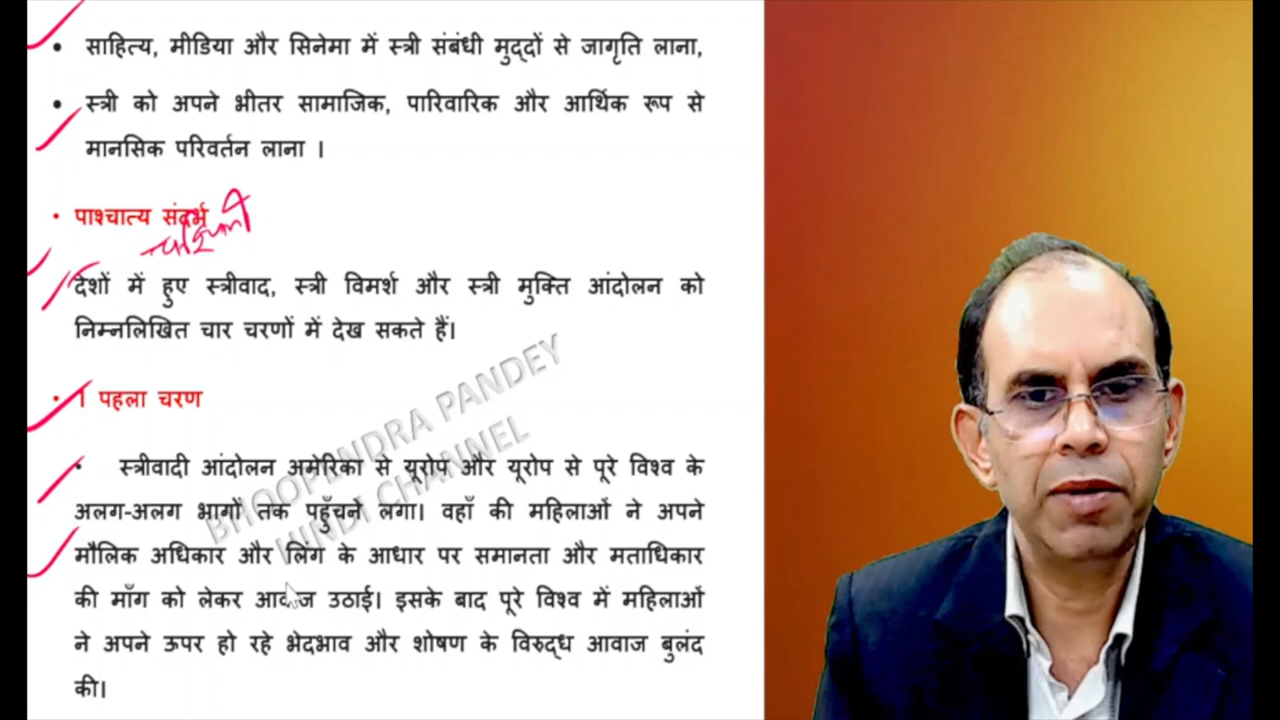 • साहित्य, मीडिया और सिनेमा में स्त्री संबंधी मुद्दों से जागृति लाना,
• स्त्री को अपने भीतर सामाजिक, पारिवारिक और आर्थिक रूप से
मानसिक परिवर्तन लाना ।
• पाश्चात्य संदर्भ
देशों में हुए स्त्रीवाद, स्त्री विमर्श और स्त्री मुक्ति आंदोलन को
निम्नलिखित चार चरणों में देख सकते हैं।
• 1 पहला चरण
• स्त्रीवादी आंदोलन अमेरिका से यूरोप और यूरोप से पूरे विश्व के
अलग-अलग भागों तक पहुँचने लगा। वहाँ की महिलाओं ने अपने
मौलिक अधिकार और लिंग के आधार पर समानता और मताधिकार
की माँग को लेकर आवाज उठाई। इसके बाद पूरे विश्व में महिलाओं
ने अपने ऊपर हो रहे भेदभाव और शोषण के विरुद्ध आवाज बुलंद
की।
BHOOPENDRA PANDEY
HINDI CHANNEL